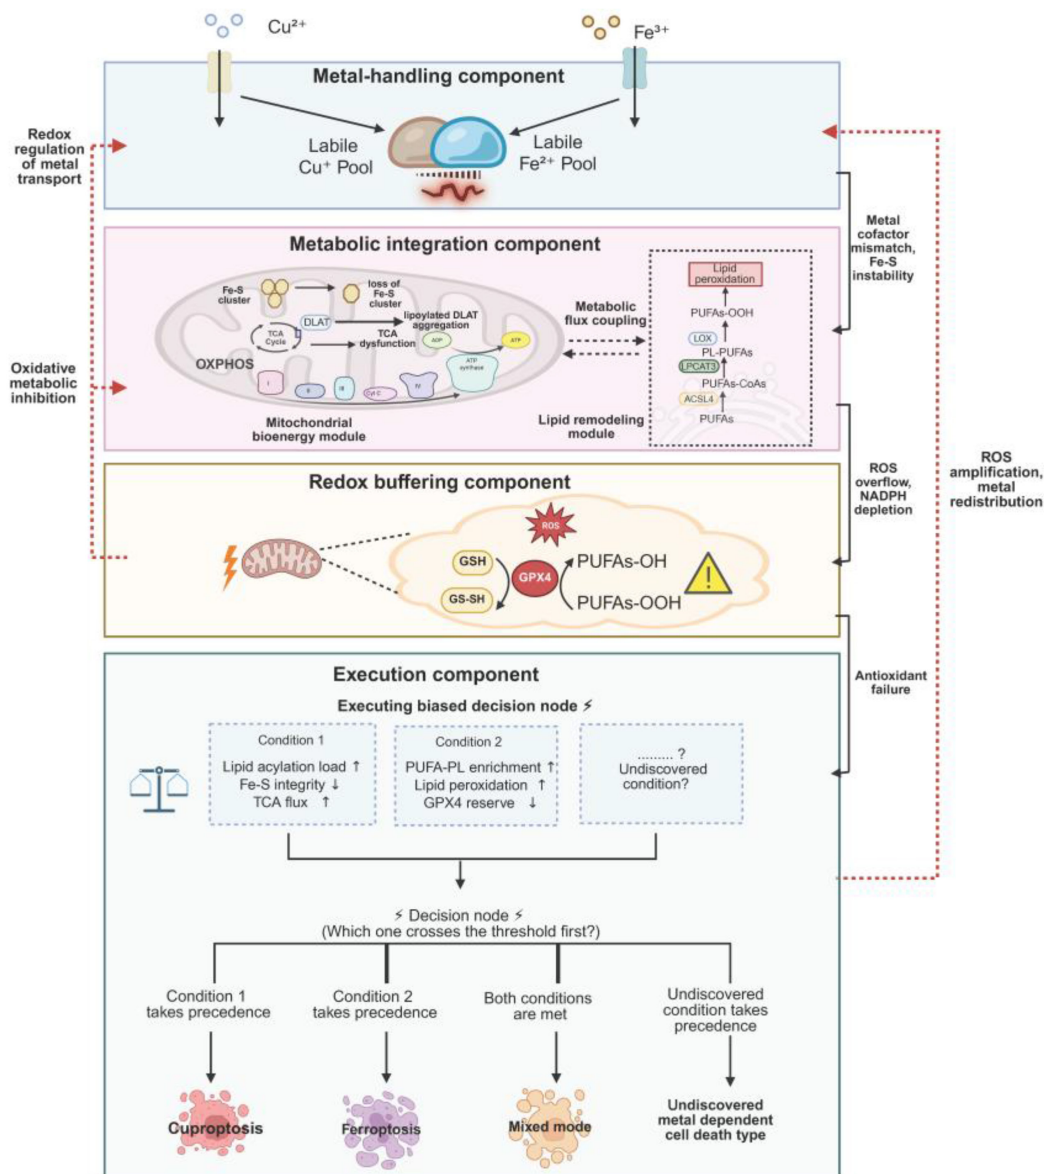 Cu²⁺
Fe³⁺
Metal-handling component
Labile
Cu⁺ Pool
Labile
Fe²⁺ Pool
Redox
regulation
of metal
transport
Metal
cofactor
mismatch,
Fe-S
instability
Metabolic integration component
Fe-S
cluster
loss of
Fe-S
cluster
TCA
Cycle
DLAT
lipoylated DLAT
aggregation
TCA
dysfunction
ADP
ATP
ATP
synthase
OXPHOS
I
II
III
Cyt C
IV
Mitochondrial
bioenergy module
Metabolic
flux coupling
Lipid remodeling
module
Lipid
peroxidation
PUFAs-OOH
LOX
PL-PUFAs
LPCAT3
PUFAs-CoAs
ACSL4
PUFAs
Oxidative
metabolic
inhibition
ROS
overflow,
NADPH
depletion
ROS
amplification,
metal
redistribution
Redox buffering component
ROS
GSH
GPX4
GS-SH
PUFAs-OH
PUFAs-OOH
!
Antioxidant
failure
Execution component
Executing biased decision node ⚡
Condition 1
Lipid acylation load ↑
Fe-S integrity ↓
TCA flux ↑
Condition 2
PUFA-PL enrichment ↑
Lipid peroxidation ↑
GPX4 reserve ↓
......... ?
Undiscovered
condition?
⚡ Decision node ⚡
(Which one crosses the threshold first?)
Condition 1
takes precedence
Condition 2
takes precedence
Both conditions
are met
Undiscovered
condition takes
precedence
Cuproptosis
Ferroptosis
Mixed mode
Undiscovered
metal dependent
cell death type